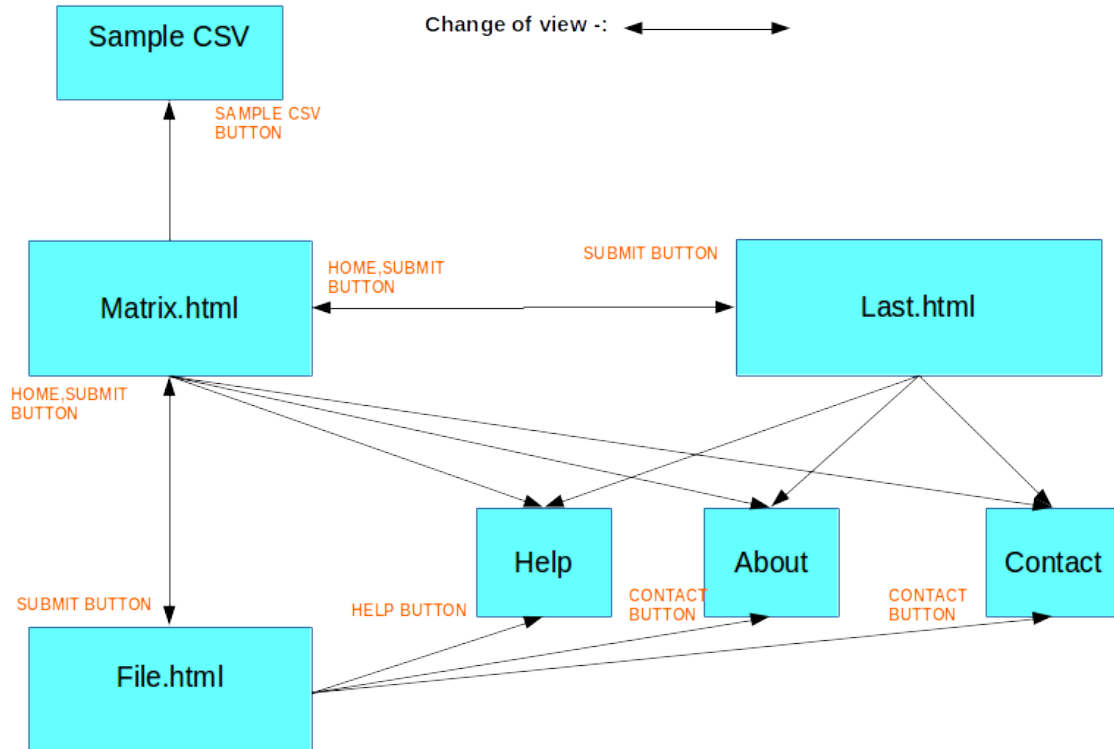 Sample CSV
Change of view -:
SAMPLE CSV
BUTTON
HOME,SUBMIT
BUTTON
SUBMIT BUTTON
Matrix.html
Last.html
HOME,SUBMIT
BUTTON
Help
About
Contact
SUBMIT BUTTON
HELP BUTTON
CONTACT
BUTTON
CONTACT
BUTTON
File.html